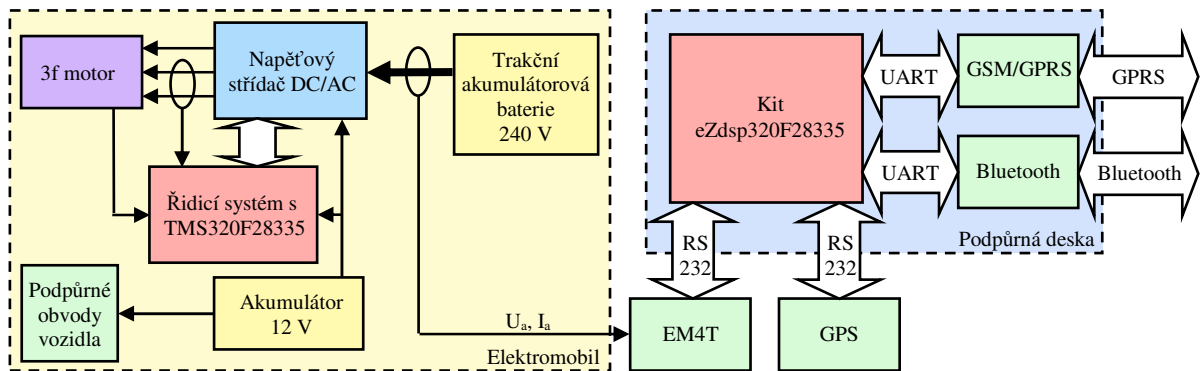 3f motor
Napěťový
střídač DC/AC
Trakční
akumulátorová
baterie
240 V
Řidicí systém s
TMS320F28335
Podpůrné
obvody
vozidla
Akumulátor
12 V
Uₐ, Iₐ
Elektromobil
Kit
eZdsp320F28335
UART
GSM/GPRS
GPRS
UART
Bluetooth
Bluetooth
Podpůrná deska
RS
232
RS
232
EM4T
GPS